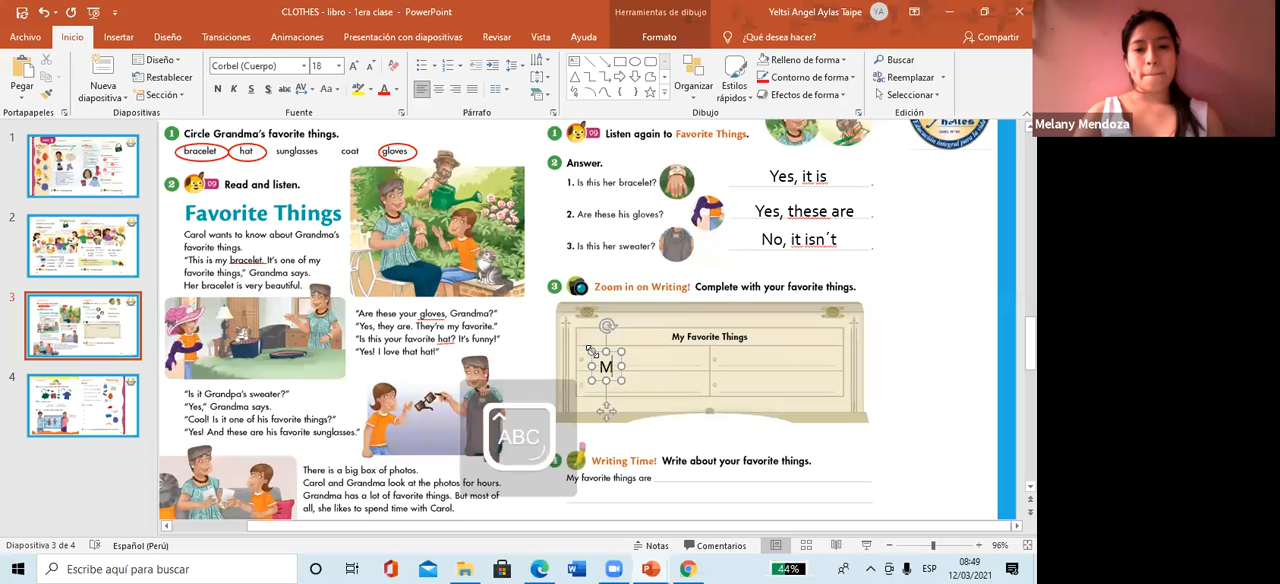 CLOTHES - libro - 1era clase - PowerPoint
Herramientas de dibujo
Yeltsi Angel Aylas Taipe
YA
Archivo
Inicio
Insertar
Diseño
Transiciones
Animaciones
Presentación con diapositivas
Revisar
Vista
Ayuda
Formato
¿Qué desea hacer?
Compartir
Pegar
Nueva diapositiva
Diseño
Restablecer
Sección
Corbel (Cuerpo)
18
N K S S abc AV Aa A
Organizar
Estilos rápidos
Relleno de forma
Contorno de forma
Efectos de forma
Buscar
Reemplazar
Seleccionar
Portapapeles
Diapositivas
Fuente
Párrafo
Dibujo
Edición
Melany Mendoza
1
2
3
4
1 Circle Grandma's favorite things.
bracelet hat sunglasses coat gloves
2 09 Read and listen.
Favorite Things
Carol wants to know about Grandma's
favorite things.
"This is my bracelet. It's one of my
favorite things," Grandma says.
Her bracelet is very beautiful.
"Are these your gloves, Grandma?"
"Yes, they are. They're my favorite."
"Is this your favorite hat? It's funny!"
"Yes! I love that hat!"
"Is it Grandpa's sweater?"
"Yes," Grandma says.
"Cool! Is it one of his favorite things?"
"Yes! And these are his favorite sunglasses."
There is a big box of photos.
Carol and Grandma look at the photos for hours.
Grandma has a lot of favorite things. But most of
all, she likes to spend time with Carol.
1 09 Listen again to Favorite Things.
2 Answer.
1. Is this her bracelet? Yes, it is .
2. Are these his gloves? Yes, these are .
3. Is this her sweater? No, it isn´t .
3 Zoom in on Writing! Complete with your favorite things.
My Favorite Things
M
ABC
Writing Time! Write about your favorite things.
My favorite things are
Diapositiva 3 de 4
Español (Perú)
Notas
Comentarios
96%
Escribe aquí para buscar
44%
ESP
08:49
12/03/2021